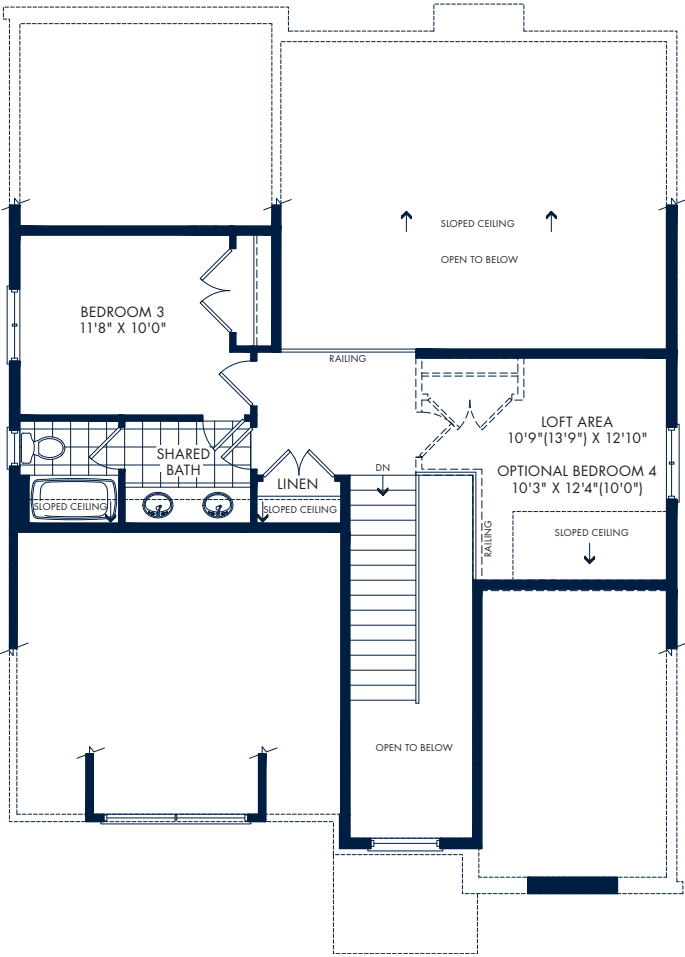 SLOPED CEILING
OPEN TO BELOW
BEDROOM 3
11'8" X 10'0"
RAILING
LOFT AREA
10'9"(13'9") X 12'10"
OPTIONAL BEDROOM 4
10'3" X 12'4"(10'0")
SHARED
BATH
LINEN
DN
SLOPED CEILING
SLOPED CEILING
RAILING
SLOPED CEILING
OPEN TO BELOW